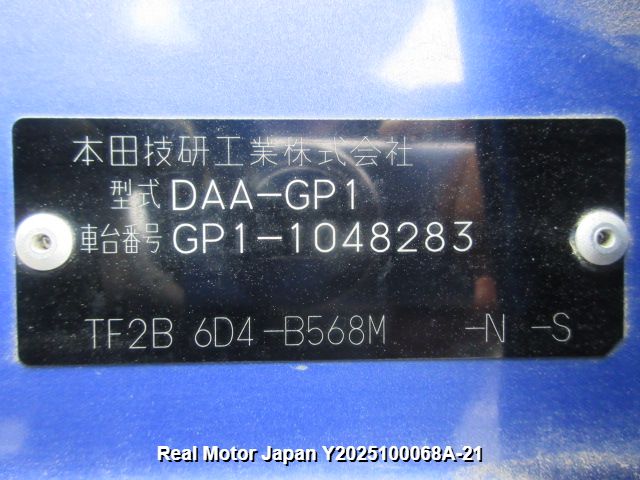 本田技研工業株式会社
型式 DAA-GP1
車台番号 GP1-1048283
TF2B 6D4-B568M -N -S
Real Motor Japan Y2025100068A-21